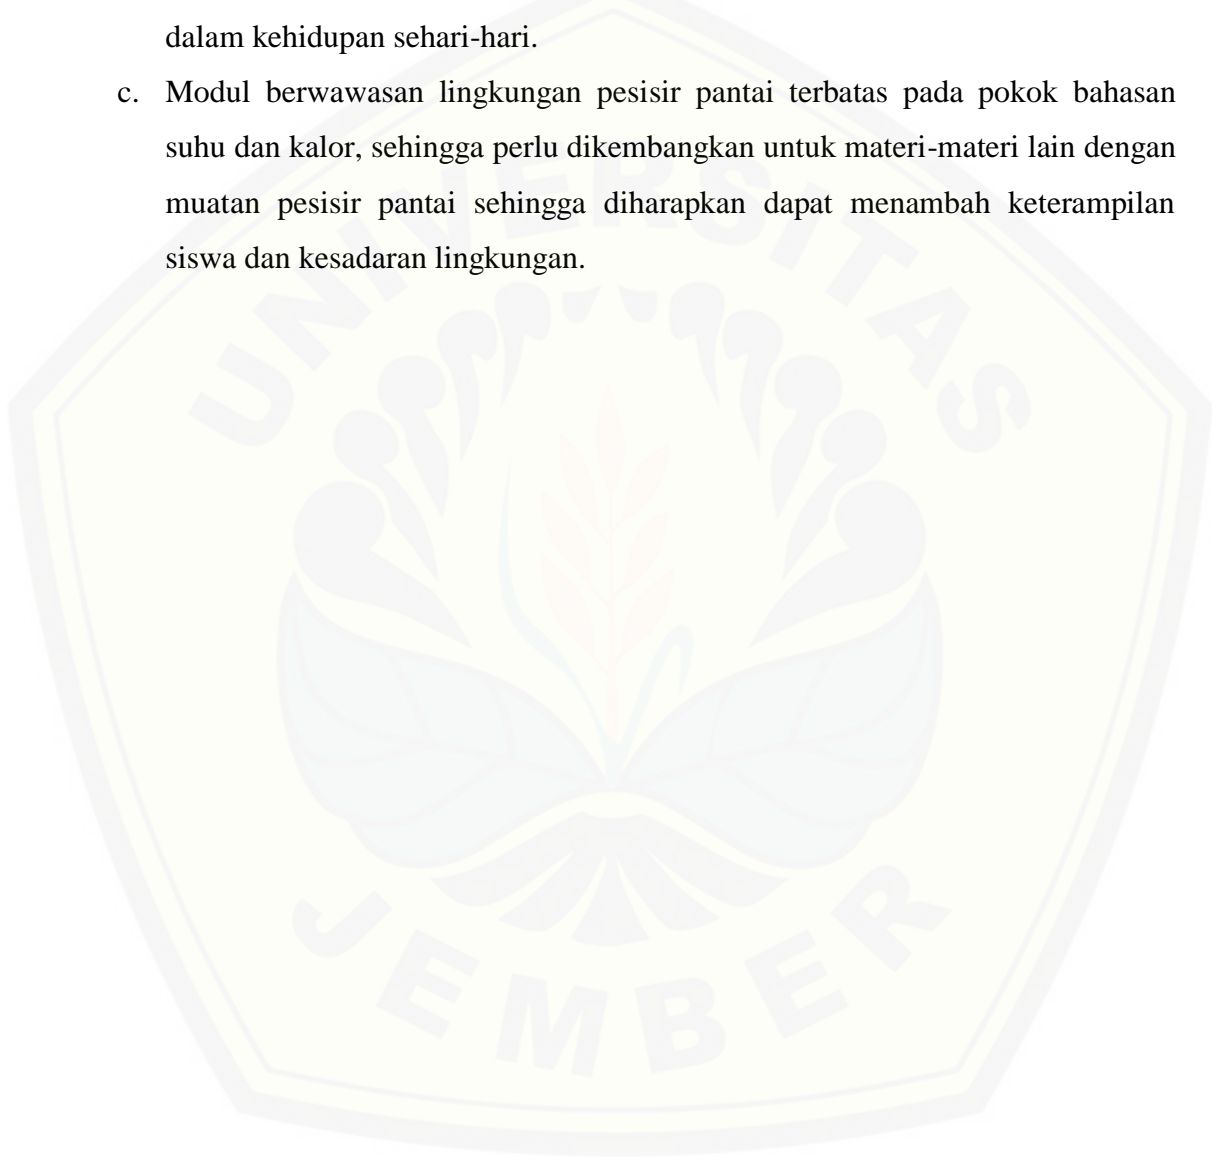 dalam kehidupan sehari-hari.
c. Modul berwawasan lingkungan pesisir pantai terbatas pada pokok bahasan
suhu dan kalor, sehingga perlu dikembangkan untuk materi-materi lain dengan
muatan pesisir pantai sehingga diharapkan dapat menambah keterampilan
siswa dan kesadaran lingkungan.
UNIVERSITAS
JEMBER